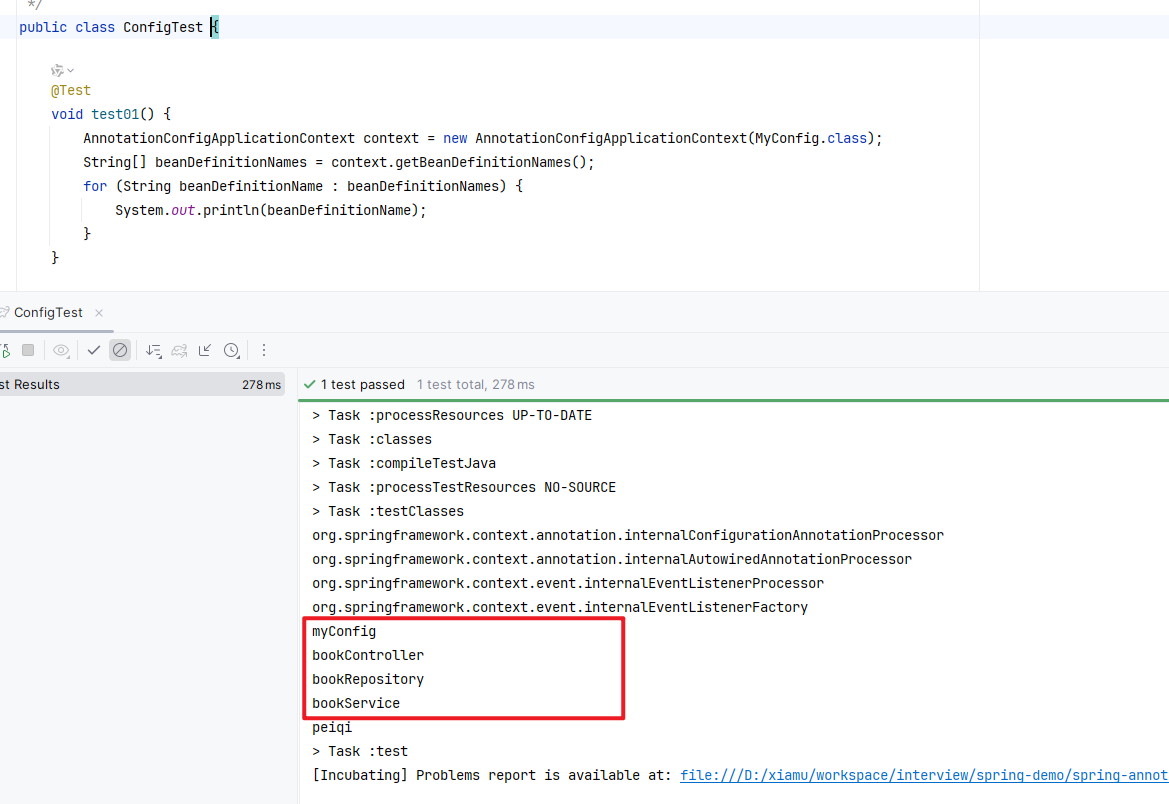 */
public class ConfigTest {
@Test
void test01() {
AnnotationConfigApplicationContext context = new AnnotationConfigApplicationContext(MyConfig.class);
String[] beanDefinitionNames = context.getBeanDefinitionNames();
for (String beanDefinitionName : beanDefinitionNames) {
System.out.println(beanDefinitionName);
}
}
ConfigTest ×
st Results 278 ms
1 test passed 1 test total, 278 ms
> Task :processResources UP-TO-DATE
> Task :classes
> Task :compileTestJava
> Task :processTestResources NO-SOURCE
> Task :testClasses
org.springframework.context.annotation.internalConfigurationAnnotationProcessor
org.springframework.context.annotation.internalAutowiredAnnotationProcessor
org.springframework.context.event.internalEventListenerProcessor
org.springframework.context.event.internalEventListenerFactory
myConfig
bookController
bookRepository
bookService
peiqi
> Task :test
[Incubating] Problems report is available at: file:///D:/xiamu/workspace/interview/spring-demo/spring-annot